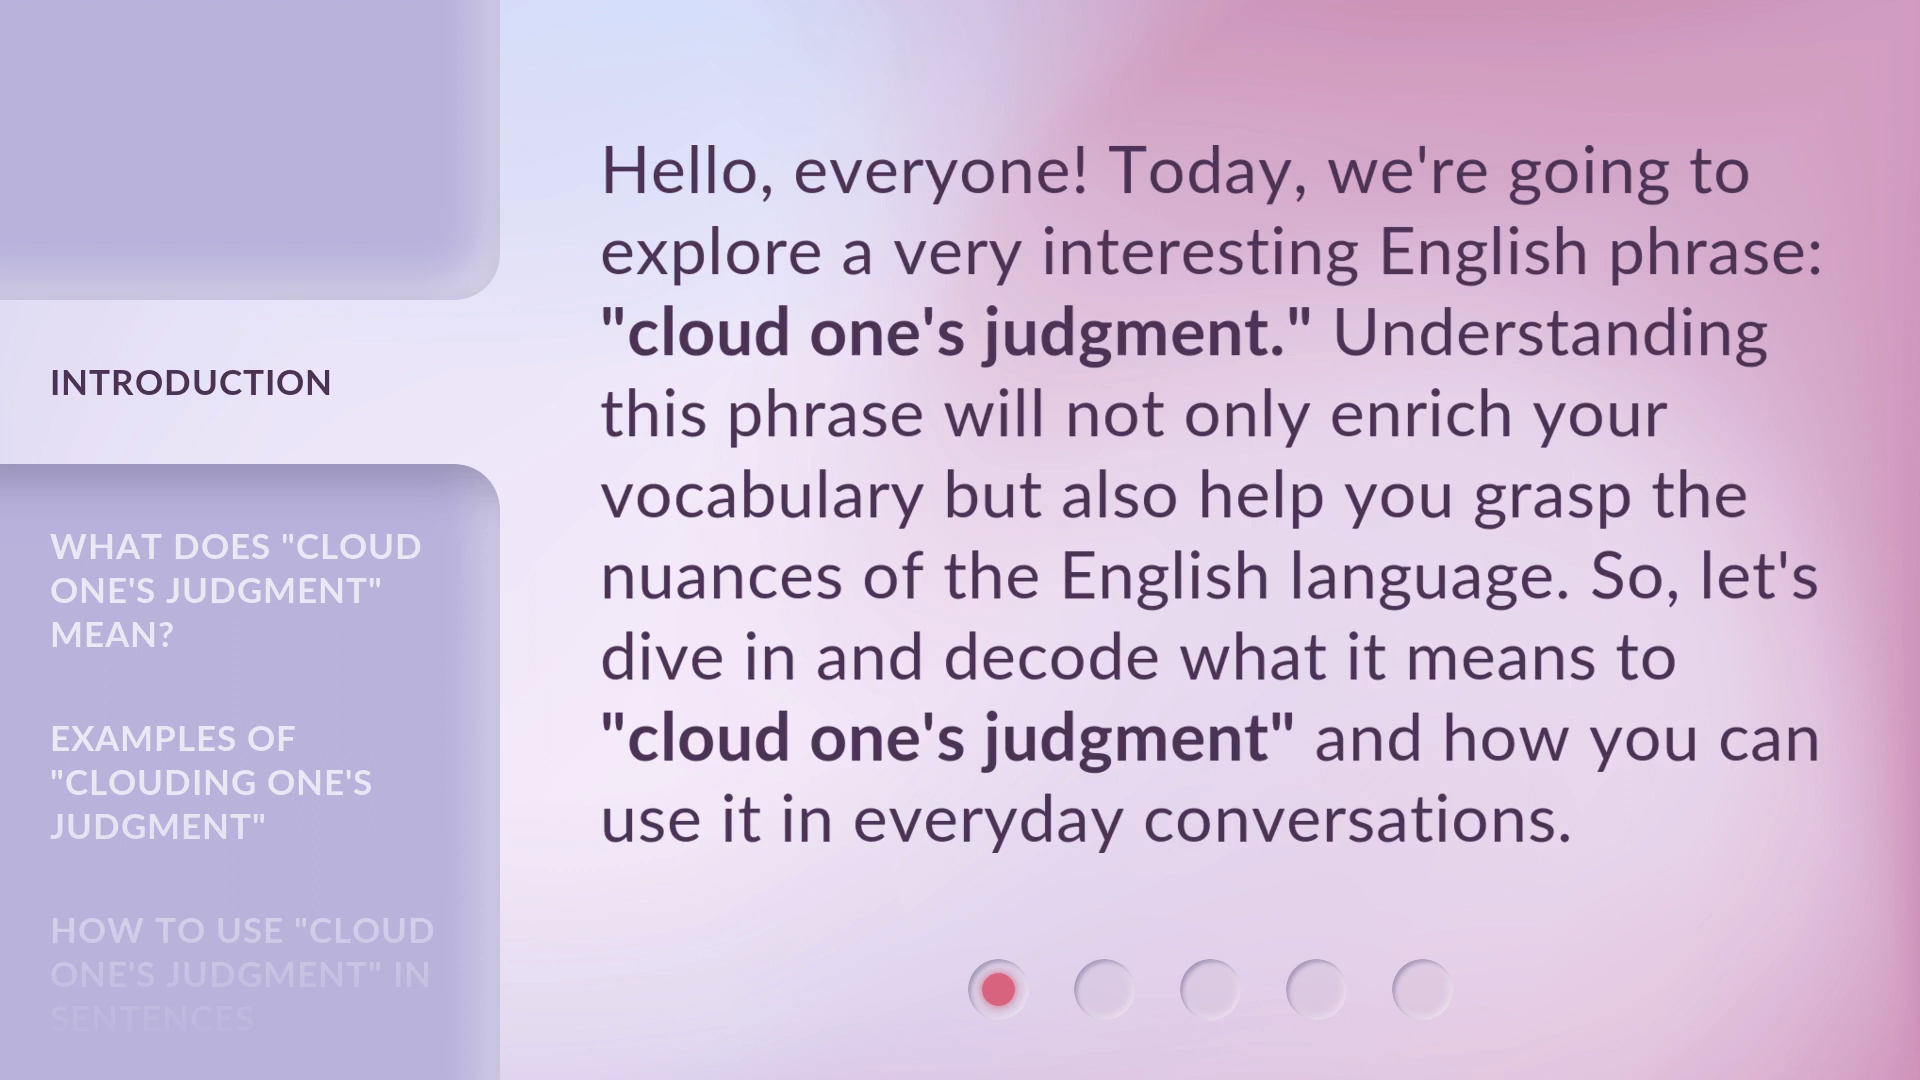 INTRODUCTION
WHAT DOES "CLOUD
ONE'S JUDGMENT"
MEAN?
EXAMPLES OF
"CLOUDING ONE'S
JUDGMENT"
HOW TO USE "CLOUD
ONE'S JUDGMENT" IN
SENTENCES
Hello, everyone! Today, we're going to
explore a very interesting English phrase:
"cloud one's judgment." Understanding
this phrase will not only enrich your
vocabulary but also help you grasp the
nuances of the English language. So, let's
dive in and decode what it means to
"cloud one's judgment" and how you can
use it in everyday conversations.